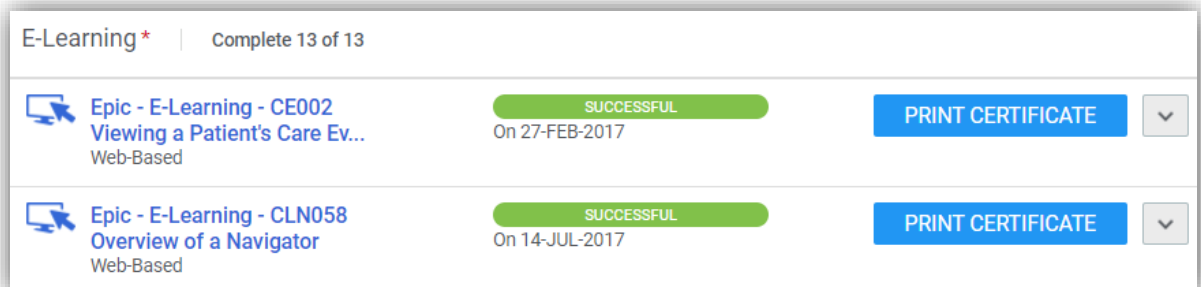 E-Learning * Complete 13 of 13
Epic - E-Learning - CE002 SUCCESSFUL PRINT CERTIFICATE
Viewing a Patient's Care Ev... On 27-FEB-2017
Web-Based
Epic - E-Learning - CLN058 SUCCESSFUL PRINT CERTIFICATE
Overview of a Navigator On 14-JUL-2017
Web-Based